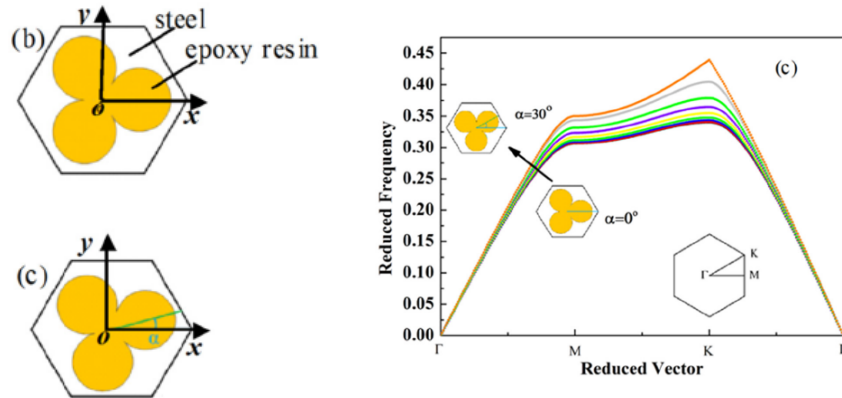 (b)
y
steel
epoxy resin
o
x
(c)
y
α
o
x
Reduced Frequency
0.45
0.40
0.35
0.30
0.25
0.20
0.15
0.10
0.05
0.00
(c)
α=30°
α=0°
K
Γ
M
Γ
M
K
Reduced Vector